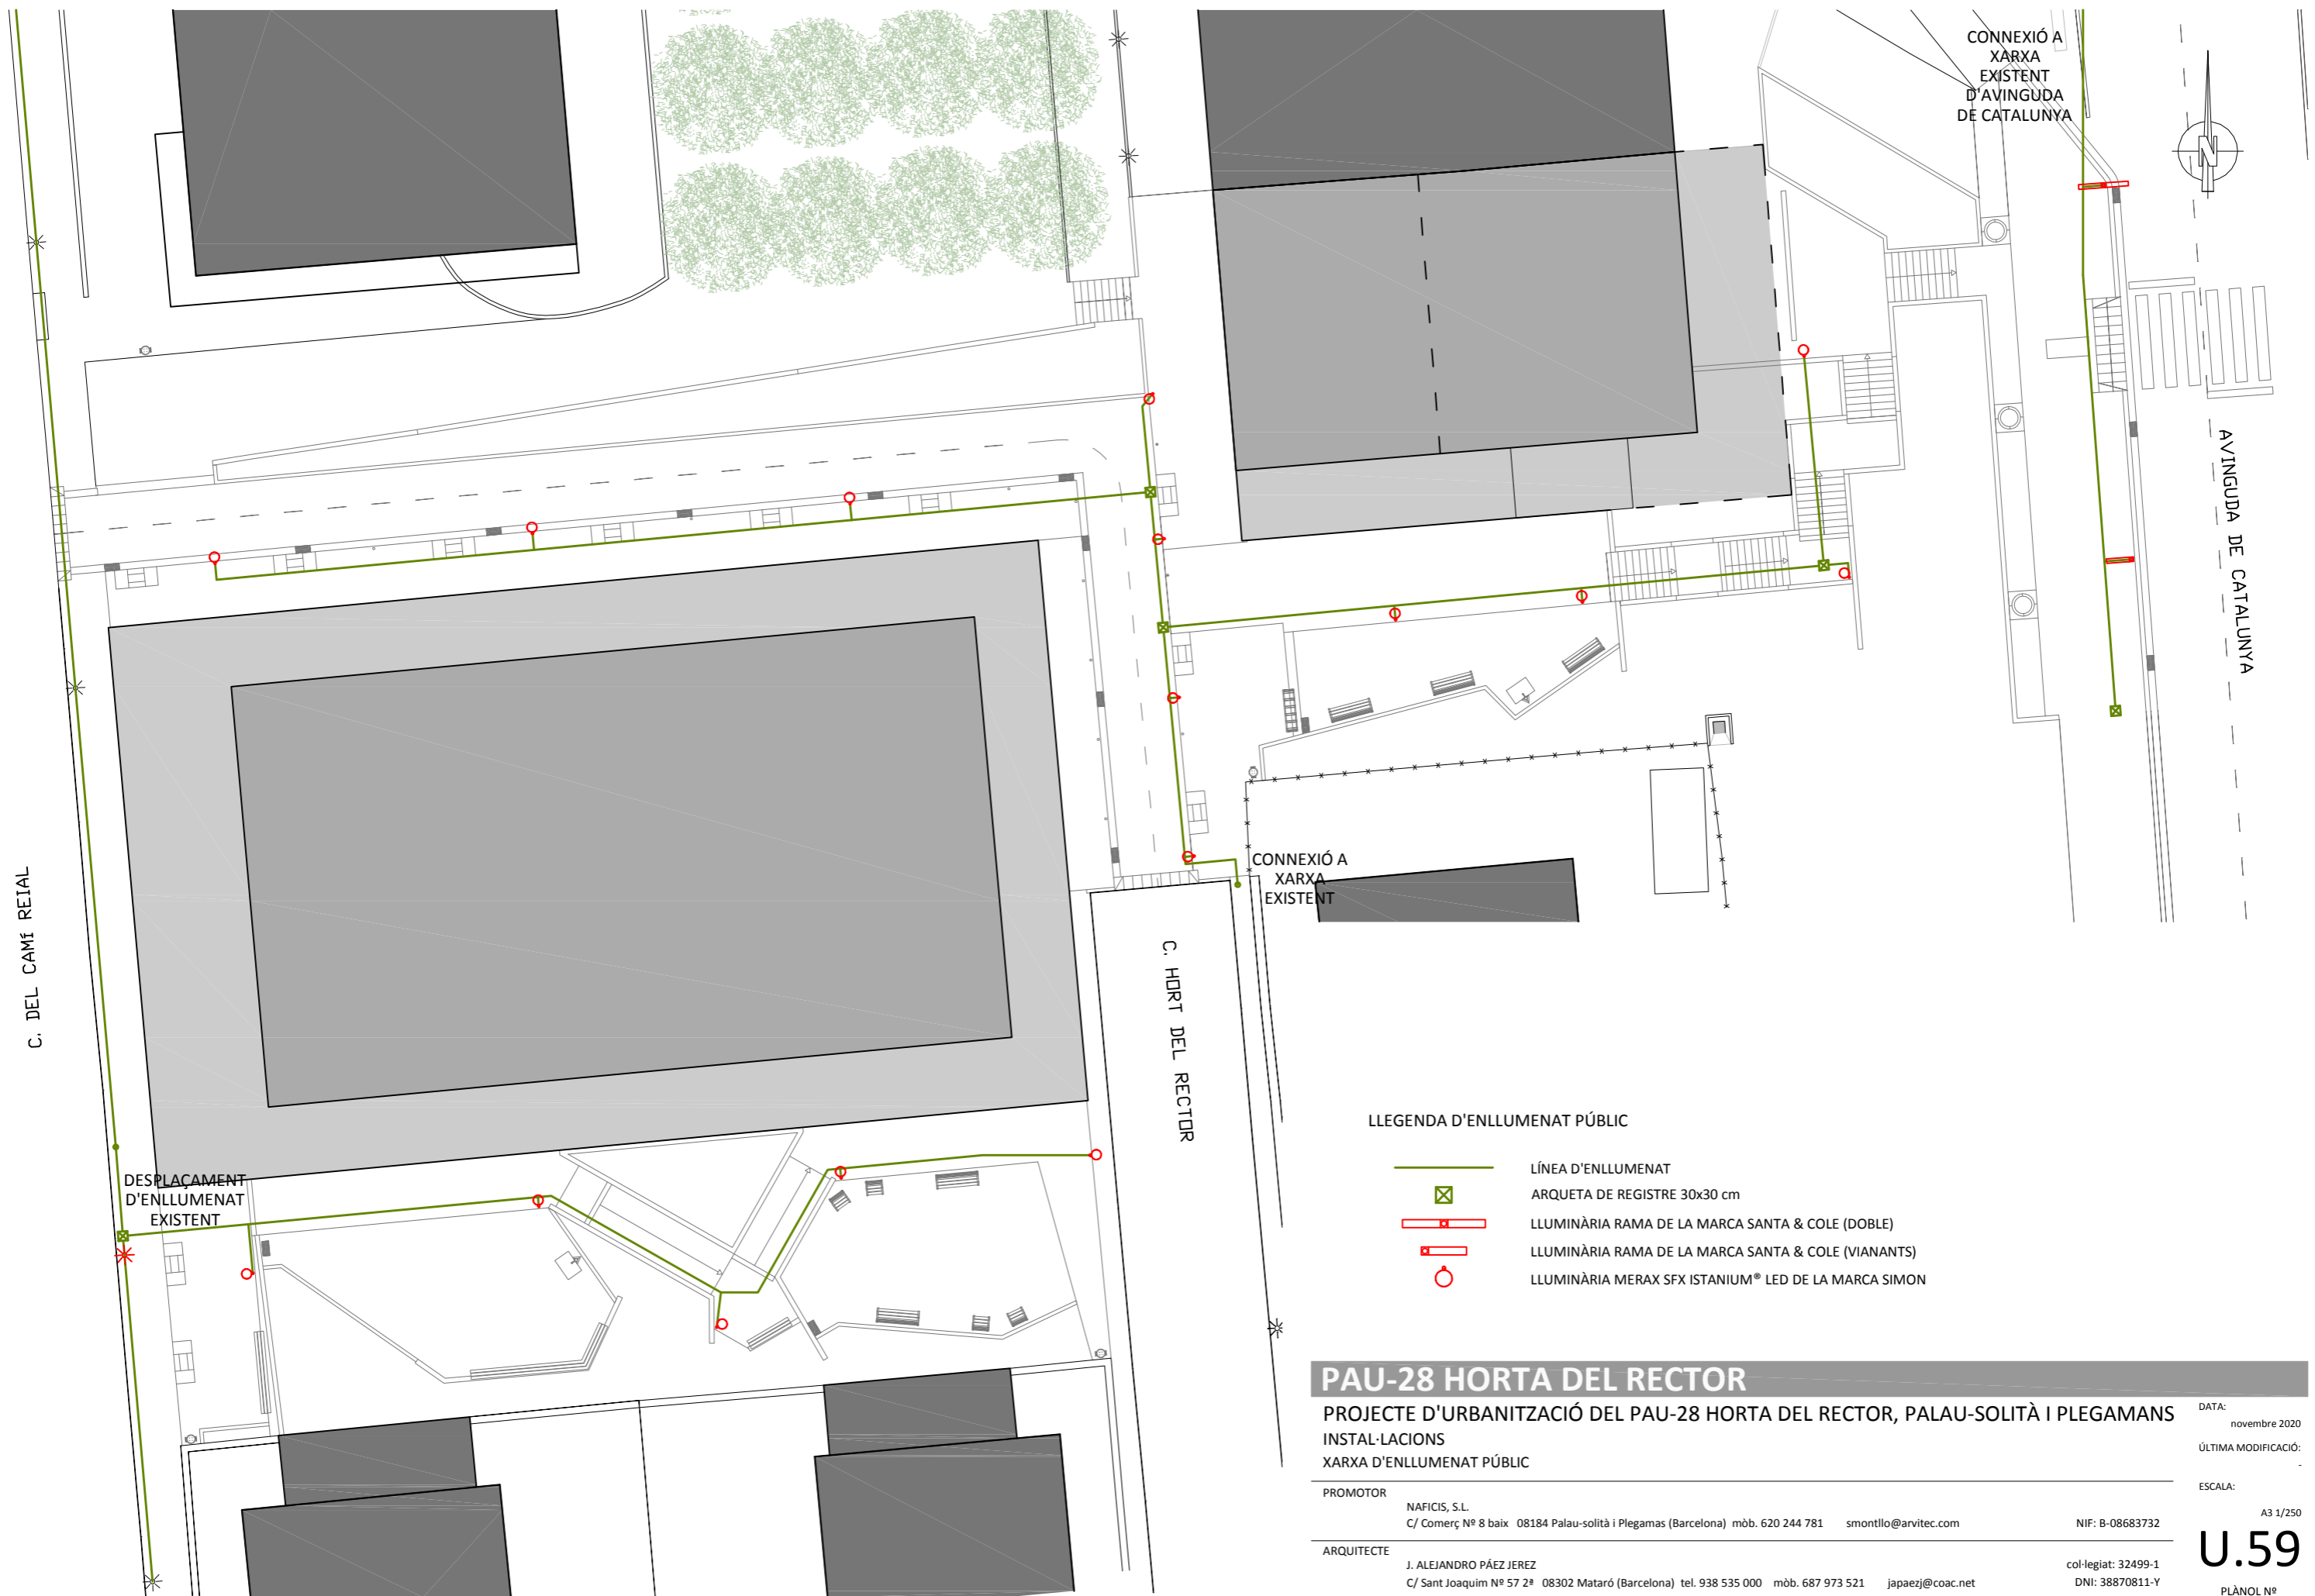 CONNEXIÓ A
XARXA
EXISTENT
D'AVINGUDA
DE CATALUNYA
N
AVINGUDA DE CATALUNYA
CONNEXIÓ A
XARXA
EXISTENT
C. DEL CAMÍ REIAL
C. HORT DEL RECTOR
DESPLAÇAMENT
D'ENLLUMENAT
EXISTENT
LLEGENDA D'ENLLUMENAT PÚBLIC
LÍNEA D'ENLLUMENAT
ARQUETA DE REGISTRE 30x30 cm
LLUMINÀRIA RAMA DE LA MARCA SANTA & COLE (DOBLE)
LLUMINÀRIA RAMA DE LA MARCA SANTA & COLE (VIANANTS)
LLUMINÀRIA MERAX SFX ISTANIUM® LED DE LA MARCA SIMON
PAU-28 HORTA DEL RECTOR
PROJECTE D'URBANITZACIÓ DEL PAU-28 HORTA DEL RECTOR, PALAU-SOLITÀ I PLEGAMANS
INSTAL·LACIONS
XARXA D'ENLLUMENAT PÚBLIC
DATA:
novembre 2020
ÚLTIMA MODIFICACIÓ:
-
ESCALA:
A3 1/250
PROMOTOR
NAFICIS, S.L.
C/ Comerç Nº 8 baix 08184 Palau-solità i Plegamas (Barcelona) mòb. 620 244 781 smontllo@arvitec.com NIF: B-08683732
ARQUITECTE
J. ALEJANDRO PÁEZ JEREZ col·legiat: 32499-1
C/ Sant Joaquim Nº 57 2ª 08302 Mataró (Barcelona) tel. 938 535 000 mòb. 687 973 521 japaezj@coac.net DNI: 38870811-Y
U.59
PLÀNOL Nº